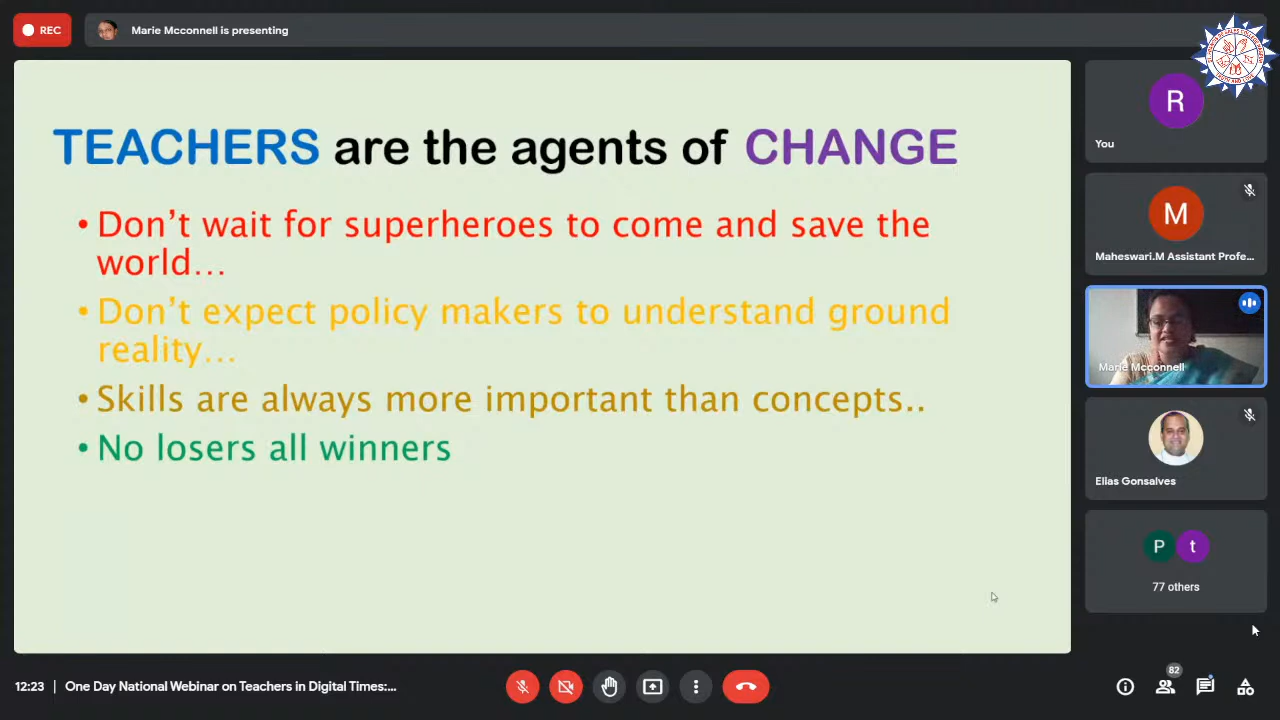 REC
Marie Mcconnell is presenting
TEACHERS are the agents of CHANGE
•Don’t wait for superheroes to come and save the
world…
•Don’t expect policy makers to understand ground
reality…
•Skills are always more important than concepts..
•No losers all winners
R
You
M
Maheswari.M Assistant Profe...
Marie Mcconnell
Elias Gonsalves
P t
77 others
12:23 | One Day National Webinar on Teachers in Digital Times:...
82